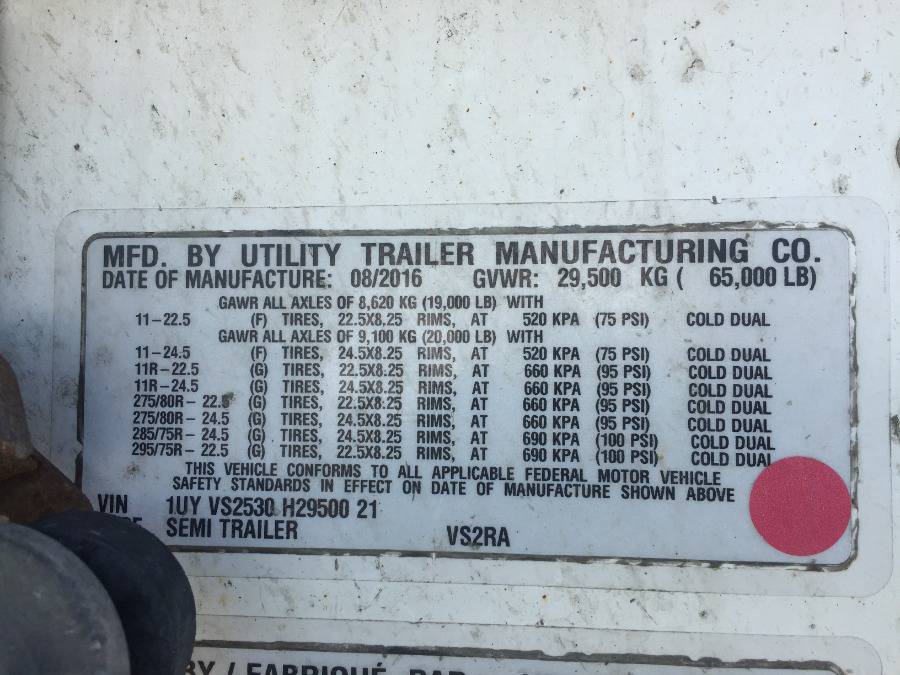 MFD. BY UTILITY TRAILER MANUFACTURING CO.
DATE OF MANUFACTURE: 08/2016 GVWR: 29,500 KG ( 65,000 LB)
GAWR ALL AXLES OF 8,620 KG (19,000 LB) WITH
11-22.5 (F) TIRES, 22.5X8.25 RIMS, AT 520 KPA (75 PSI) COLD DUAL
GAWR ALL AXLES OF 9,100 KG (20,000 LB) WITH
11-24.5 (F) TIRES, 24.5X8.25 RIMS, AT 520 KPA (75 PSI) COLD DUAL
11R-22.5 (G) TIRES, 22.5X8.25 RIMS, AT 660 KPA (95 PSI) COLD DUAL
11R-24.5 (G) TIRES, 24.5X8.25 RIMS, AT 660 KPA (95 PSI) COLD DUAL
275/80R- 22.5 (G) TIRES, 22.5X8.25 RIMS, AT 660 KPA (95 PSI) COLD DUAL
275/80R- 24.5 (G) TIRES, 24.5X8.25 RIMS, AT 660 KPA (95 PSI) COLD DUAL
285/75R- 24.5 (G) TIRES, 24.5X8.25 RIMS, AT 690 KPA (100 PSI) COLD DUAL
295/75R- 22.5 (G) TIRES, 22.5X8.25 RIMS, AT 690 KPA (100 PSI) COLD DUAL
THIS VEHICLE CONFORMS TO ALL APPLICABLE FEDERAL MOTOR VEHICLE
SAFETY STANDARDS IN EFFECT ON DATE OF MANUFACTURE SHOWN ABOVE
VIN 1UY VS2530 H29500 21
SEMI TRAILER VS2RA
BY / FABRIQUÉ PAR